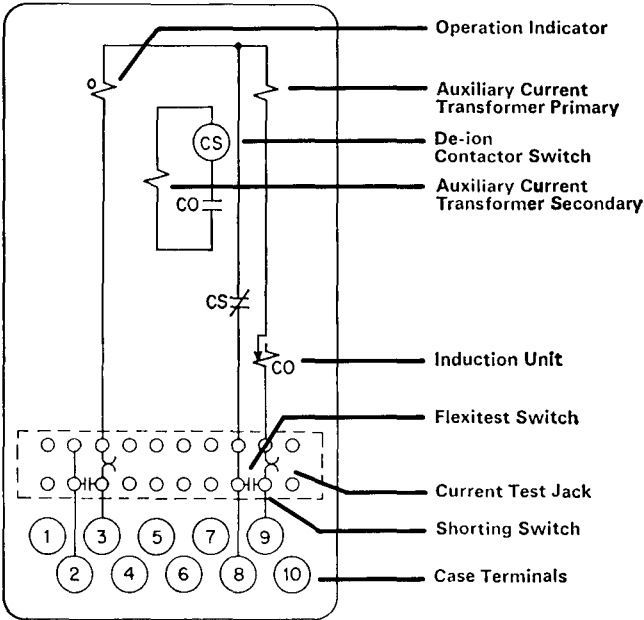 Operation Indicator
Auxiliary Current
Transformer Primary
CS
De-ion
Contactor Switch
Auxiliary Current
Transformer Secondary
CO
CS
CO
Induction Unit
Flexitest Switch
Current Test Jack
Shorting Switch
1 3 5 7 9
2 4 6 8 10
Case Terminals